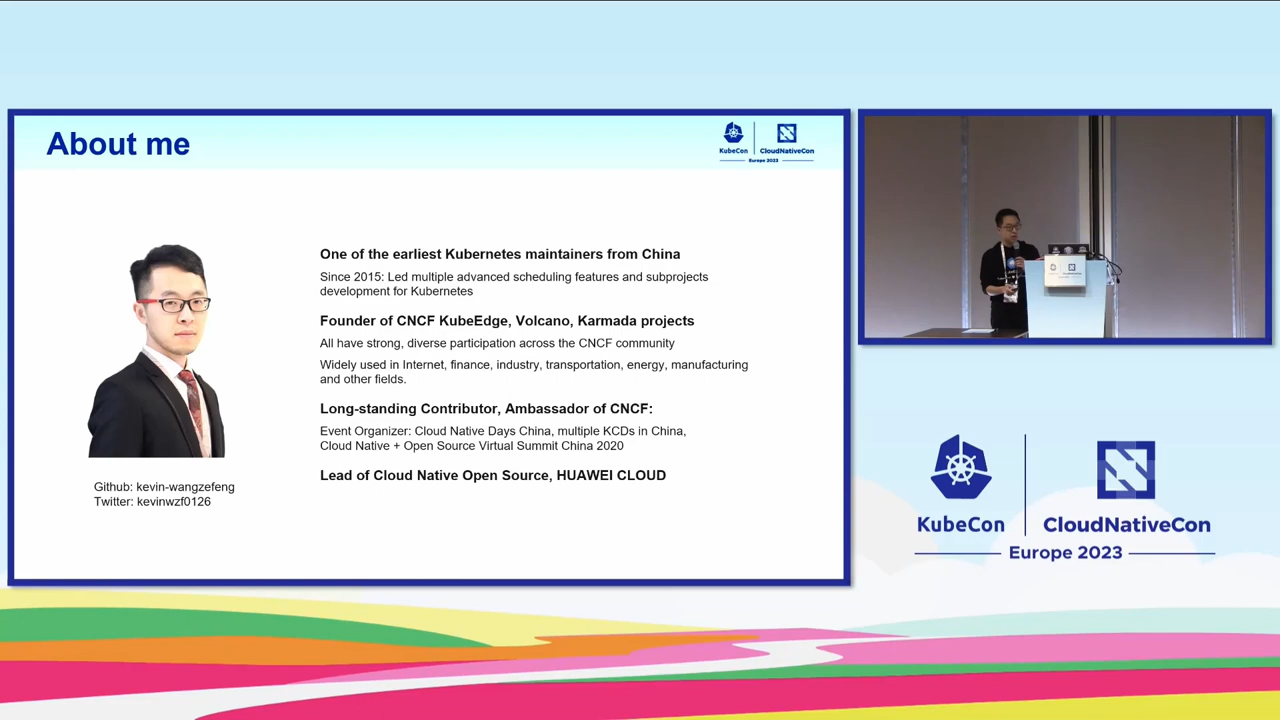 About me
KubeCon
CloudNativeCon
Europe 2023
One of the earliest Kubernetes maintainers from China
Since 2015: Led multiple advanced scheduling features and subprojects
development for Kubernetes
Founder of CNCF KubeEdge, Volcano, Karmada projects
All have strong, diverse participation across the CNCF community
Widely used in Internet, finance, industry, transportation, energy, manufacturing
and other fields.
Long-standing Contributor, Ambassador of CNCF:
Event Organizer: Cloud Native Days China, multiple KCDs in China,
Cloud Native + Open Source Virtual Summit China 2020
Lead of Cloud Native Open Source, HUAWEI CLOUD
Github: kevin-wangzefeng
Twitter: kevinwzf0126
KubeCon
CloudNativeCon
Europe 2023